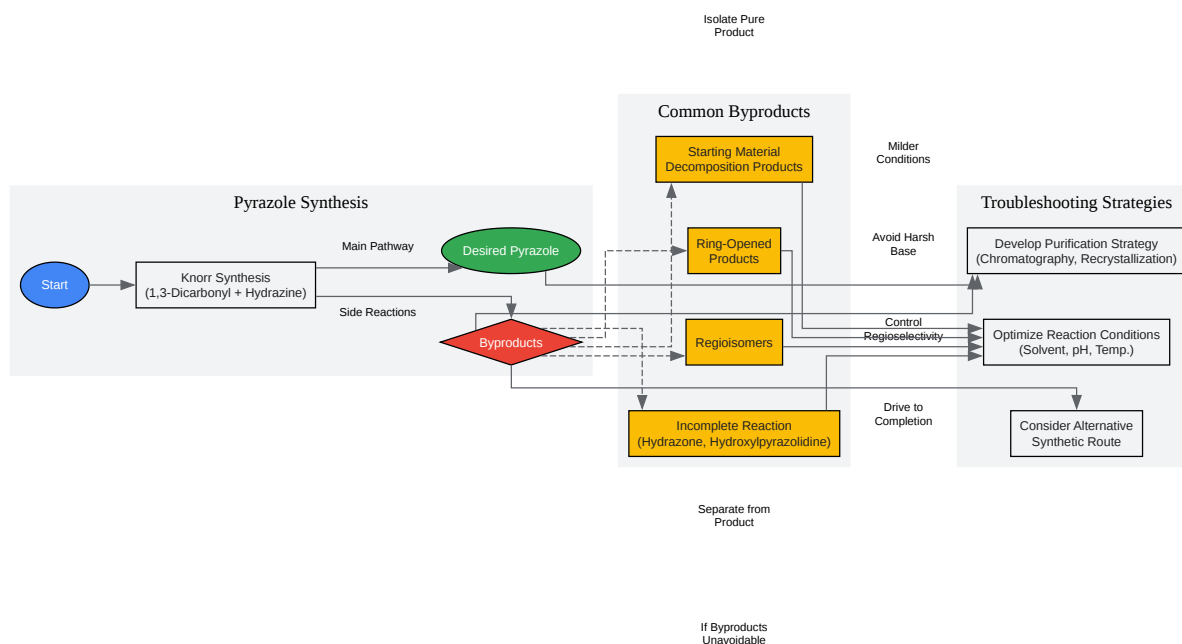 Isolate Pure
Product
Common Byproducts
Starting Material
Decomposition Products
Milder
Conditions
Pyrazole Synthesis
Troubleshooting Strategies
Main Pathway
Desired Pyrazole
Ring-Opened
Products
Avoid Harsh
Base
Develop Purification Strategy
(Chromatography, Recrystallization)
Start
Knorr Synthesis
(1,3-Dicarbonyl + Hydrazine)
Side Reactions
Byproducts
Regioisomers
Control
Regioselectivity
Optimize Reaction Conditions
(Solvent, pH, Temp.)
Incomplete Reaction
(Hydrazone, Hydroxylpyrazolidine)
Drive to
Completion
Consider Alternative
Synthetic Route
Separate from
Product
If Byproducts
Unavoidable